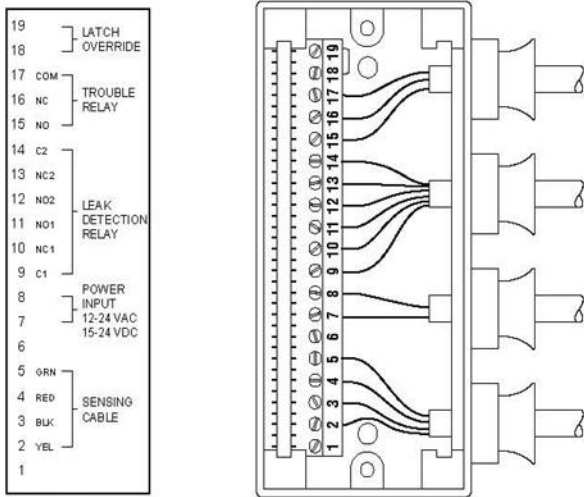 19
18
LATCH
OVERRIDE
17 COM
16 NC
15 NO
TROUBLE
RELAY
14 C2
13 NC2
12 NO2
11 NO1
10 NC1
9 C1
LEAK
DETECTION
RELAY
8
7
POWER
INPUT
12-24 VAC
15-24 VDC
6
5 GRN
4 RED
3 BLK
2 YEL
SENSING
CABLE
1
19
18
17
16
15
14
13
12
11
10
9
8
7
6
5
4
3
2
1